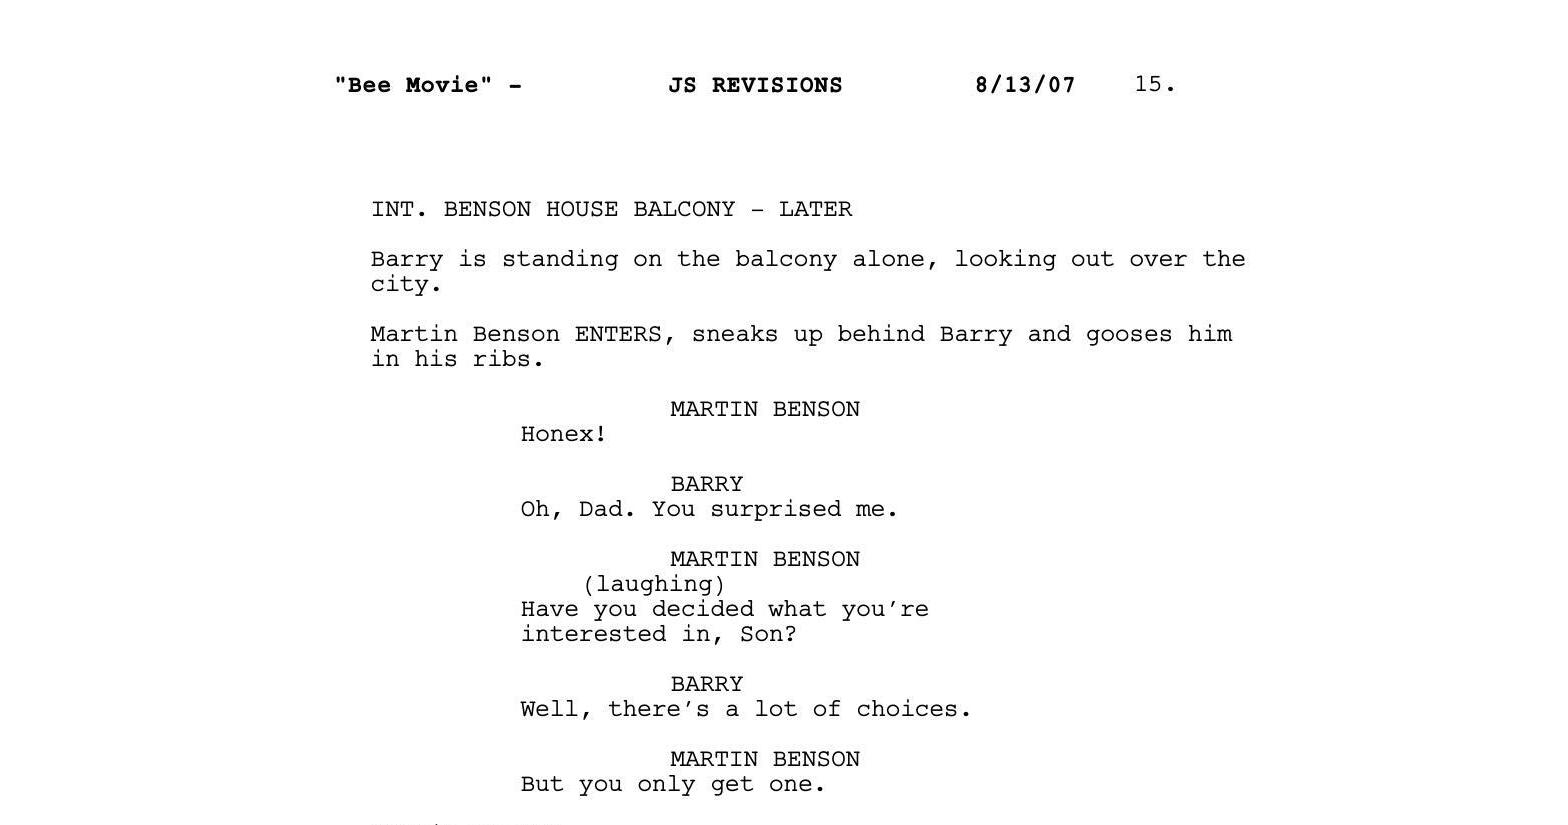 "Bee Movie" - JS REVISIONS 8/13/07 15.
INT. BENSON HOUSE BALCONY - LATER
Barry is standing on the balcony alone, looking out over the
city.
Martin Benson ENTERS, sneaks up behind Barry and gooses him
in his ribs.
MARTIN BENSON
Honex!
BARRY
Oh, Dad. You surprised me.
MARTIN BENSON
(laughing)
Have you decided what you’re
interested in, Son?
BARRY
Well, there’s a lot of choices.
MARTIN BENSON
But you only get one.